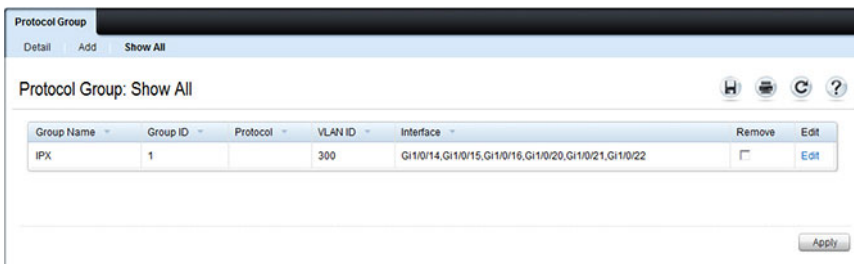 Protocol Group
Detail Add Show All
Protocol Group: Show All
?
Group Name Group ID Protocol VLAN ID Interface Remove Edit
IPX 1 300 Gi1/0/14,Gi1/0/15,Gi1/0/16,Gi1/0/20,Gi1/0/21,Gi1/0/22 Edit
Apply